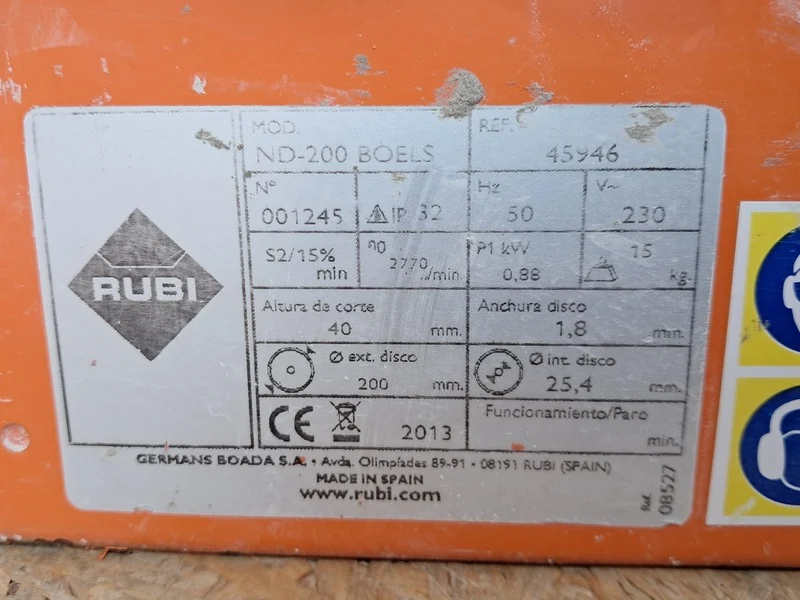 RUBI
MOD. REF.
ND-200 BOELS 45946
Nº Hz V~
001245 IP 32 50 230
S2/15% η0 P1 kW 15
min 2770 /min 0,88 kg.
Altura de corte Anchura disco
40 mm. 1,8 mm.
Ø ext. disco Ø int. disco
200 mm. 25,4 mm.
Funcionamiento/Paro
CE 2013 min.
GERMANS BOADA S.A. • Avda. Olimpfades 89-91 • 08191 RUBI (SPAIN)
MADE IN SPAIN
www.rubi.com
Ref. 08527